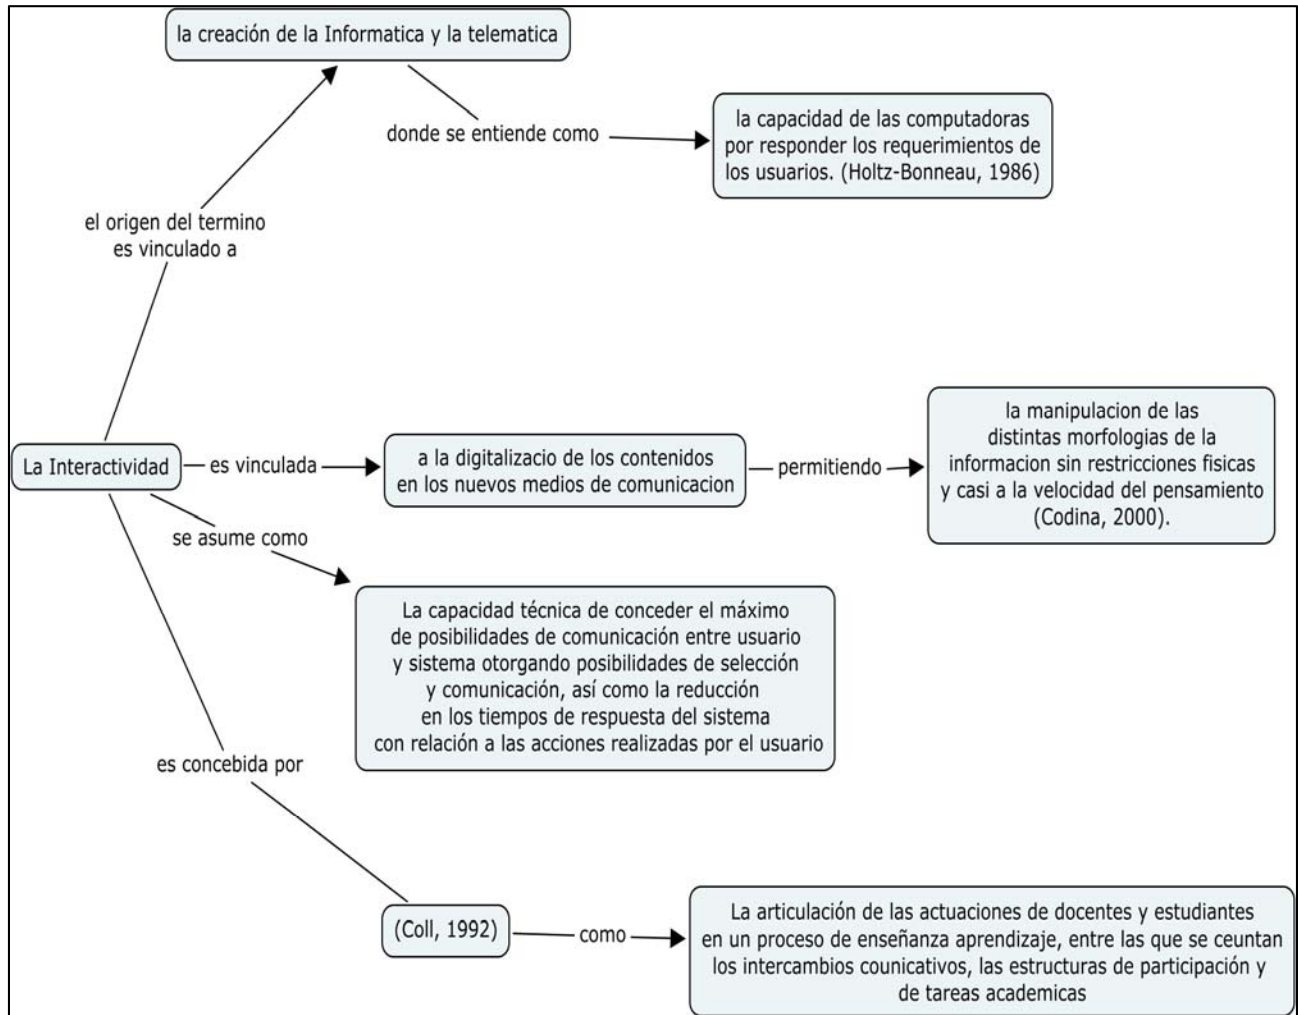 la creación de la Informatica y la telematica
donde se entiende como
la capacidad de las computadoras
por responder los requerimientos de
los usuarios. (Holtz-Bonneau, 1986)
el origen del termino
es vinculado a
La Interactividad
es vinculada
a la digitalizacio de los contenidos
en los nuevos medios de comunicacion
permitiendo
la manipulacion de las
distintas morfologias de la
informacion sin restricciones fisicas
y casi a la velocidad del pensamiento
(Codina, 2000).
se asume como
La capacidad técnica de conceder el máximo
de posibilidades de comunicación entre usuario
y sistema otorgando posibilidades de selección
y comunicación, así como la reducción
en los tiempos de respuesta del sistema
con relación a las acciones realizadas por el usuario
es concebida por
(Coll, 1992)
como
La articulación de las actuaciones de docentes y estudiantes
en un proceso de enseñanza aprendizaje, entre las que se ceuntan
los intercambios counicativos, las estructuras de participación y
de tareas academicas